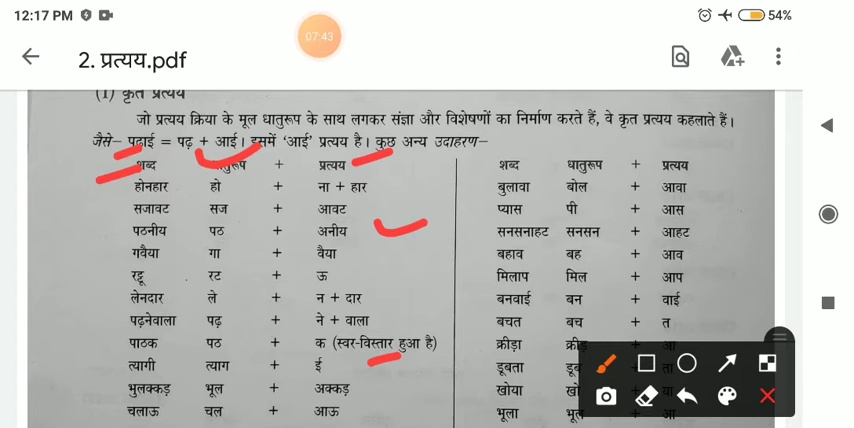 12:17 PM
07:43
54%
2. प्रत्यय.pdf
(1) कृत प्रत्यय
जो प्रत्यय क्रिया के मूल धातुरूप के साथ लगकर संज्ञा और विशेषणों का निर्माण करते हैं, वे कृत प्रत्यय कहलाते हैं।
जैसे– पढ़ाई = पढ़ + आई। इसमें 'आई' प्रत्यय है। कुछ अन्य उदाहरण–
शब्द धातुरूप + प्रत्यय
होनहार हो + ना + हार
सजावट सज + आवट
पठनीय पठ + अनीय
गवैया गा + वैया
रट्टू रट + ऊ
लेनदार ले + न + दार
पढ़नेवाला पढ़ + ने + वाला
पाठक पठ + क (स्वर-विस्तार हुआ है)
त्यागी त्याग + ई
भुलक्कड़ भूल + अक्कड़
चलाऊ चल + आऊ
शब्द धातुरूप + प्रत्यय
बुलावा बोल + आवा
प्यास पी + आस
सनसनाहट सनसन + आहट
बहाव बह + आव
मिलाप मिल + आप
बनवाई बन + वाई
बचत बच + त
क्रीड़ा क्रीड़ + आ
डूबता डूब ता
खोया खो
भूला भूल + आ